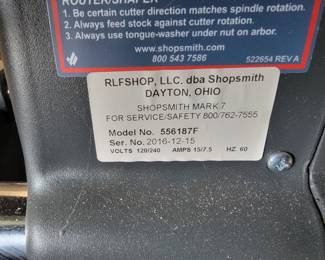 ROUTER/SHAPER
1. Be certain cutter direction matches spindle rotation.
2. Always feed stock against cutter rotation.
3. Always use tongue-washer under nut on arbor.
www.shopsmith.com
800 543 7586
522654 REV A
RLFSHOP, LLC. dba Shopsmith
DAYTON, OHIO
SHOPSMITH MARK 7
FOR SERVICE/SAFETY 800/762-7555
Model No. 556187F
Ser. No. 2016-12-15
VOLTS 120/240 AMPS 15/7.5 HZ 60